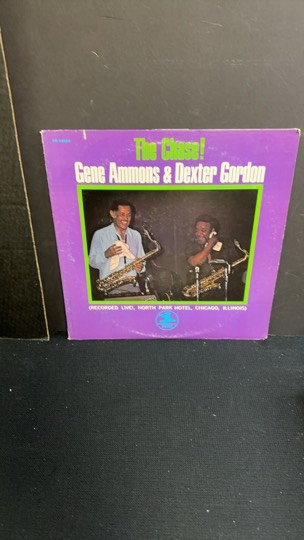 The Chase!
Gene Ammons & Dexter Gordon
(RECORDED LIVE!, NORTH PARK HOTEL, CHICAGO, ILLINOIS)